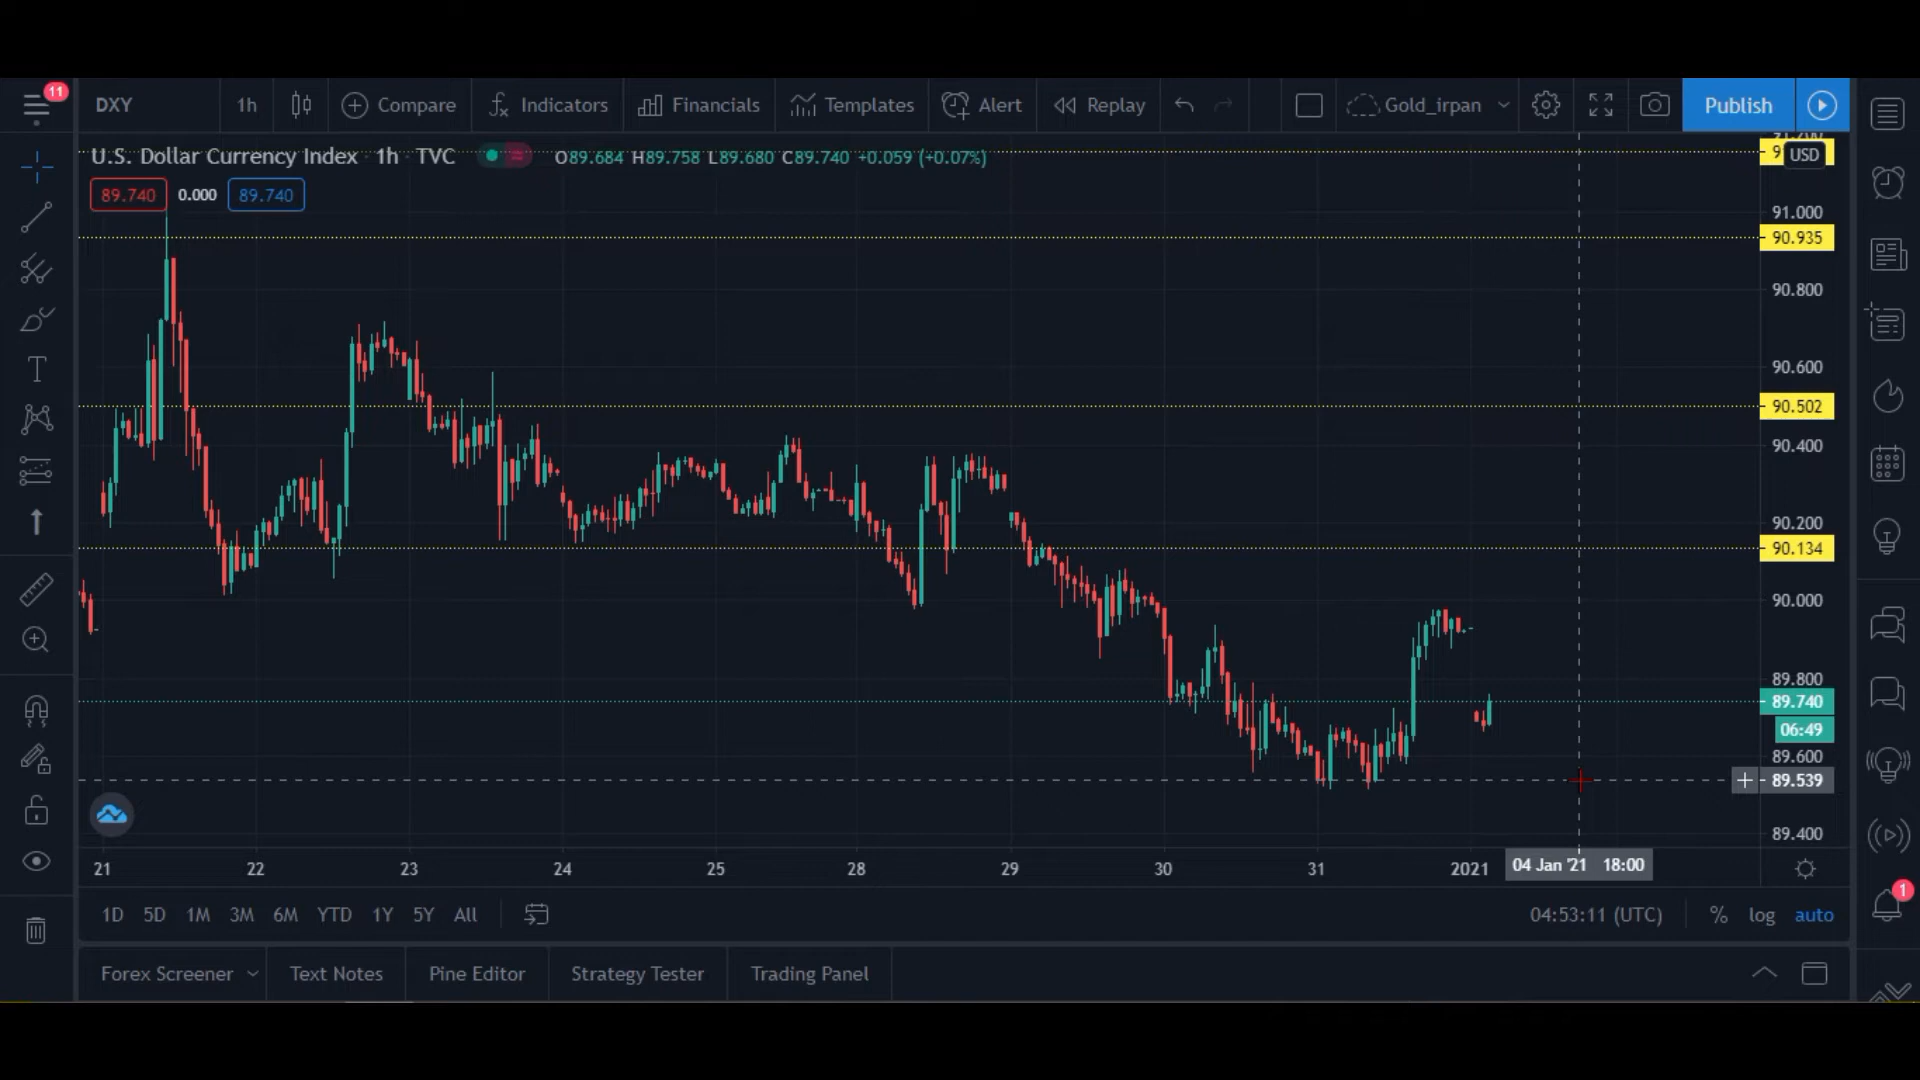 11
DXY
1h
Compare
Indicators
Financials
Templates
Alert
Replay
Gold_irpan
Publish
U.S. Dollar Currency Index · 1h · TVC
O89.684 H89.758 L89.680 C89.740 +0.059 (+0.07%)
USD
89.740
0.000
89.740
91.000
90.935
90.800
90.600
90.502
90.400
90.200
90.134
90.000
89.800
89.740
06:49
89.600
89.539
89.400
21 22 23 24 25 28 29 30 31 2021
04 Jan '21 18:00
1D 5D 1M 3M 6M YTD 1Y 5Y All
04:53:11 (UTC)
% log auto
1
Forex Screener
Text Notes
Pine Editor
Strategy Tester
Trading Panel